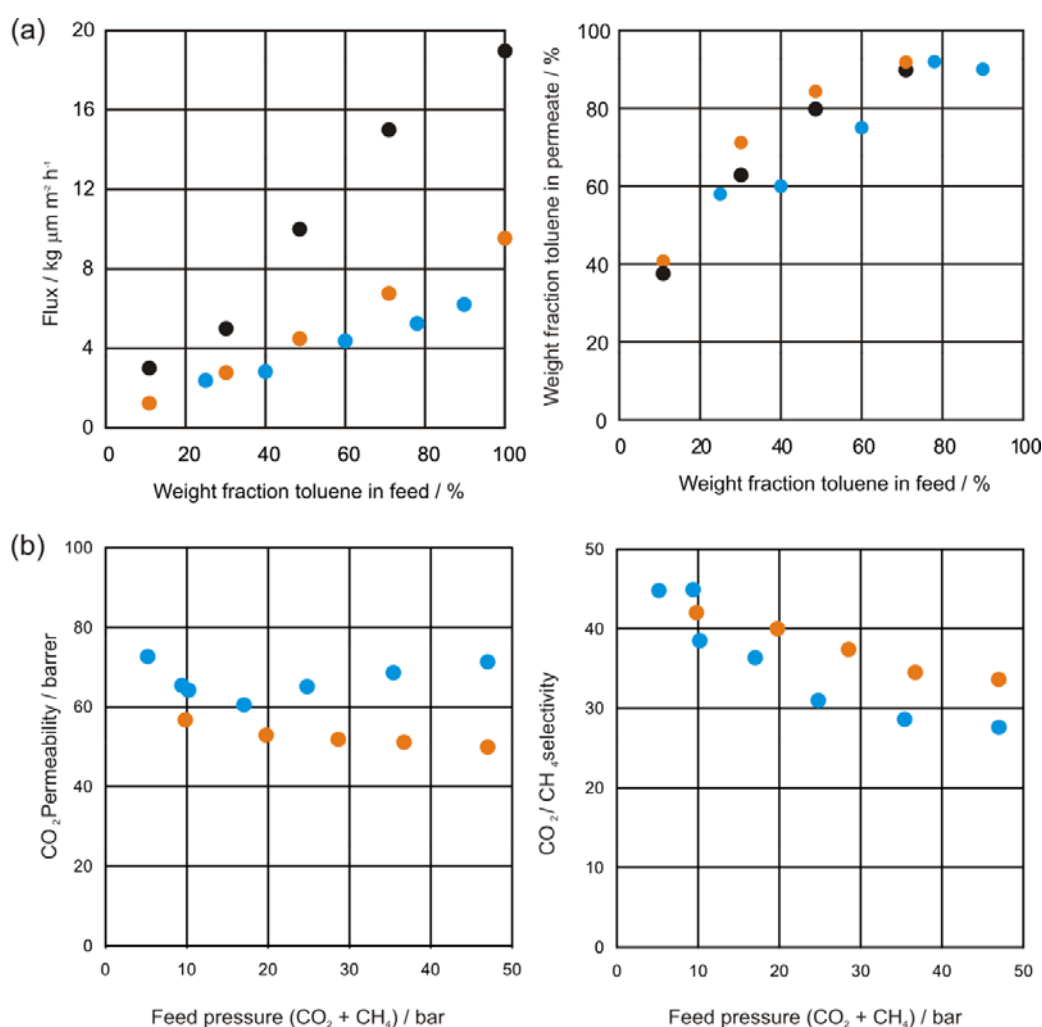 (a)
20
16
12
8
4
0
Flux / kg µm m⁻² h⁻¹
0 20 40 60 80 100
Weight fraction toluene in feed / %
100
80
60
40
20
0
Weight fraction toluene in permeate / %
0 20 40 60 80 100
Weight fraction toluene in feed / %
(b)
100
80
60
40
20
0
CO₂Permeability / barrer
0 10 20 30 40 50
Feed pressure (CO₂ + CH₄) / bar
50
40
30
20
10
0
CO₂ / CH₄selectivity
0 10 20 30 40 50
Feed pressure (CO₂ + CH₄) / bar